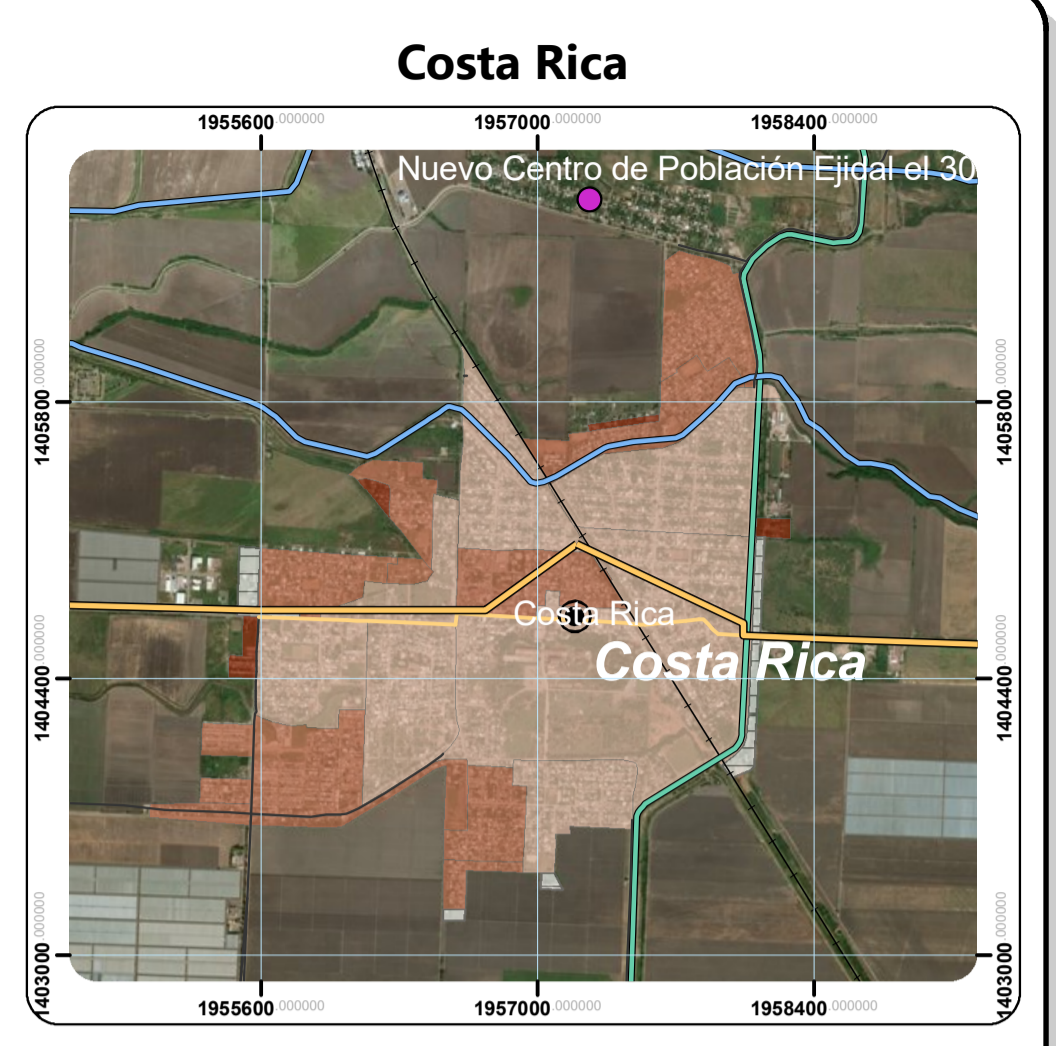 Costa Rica
1955600.000000 1957000.000000 1958400.000000
Nuevo Centro de Población Ejidal el 30
1405800.000000 1405800.000000
Costa Rica
Costa Rica
1404400.000000 1404400.000000
1403000.000000 1403000.000000
1955600.000000 1957000.000000 1958400.000000